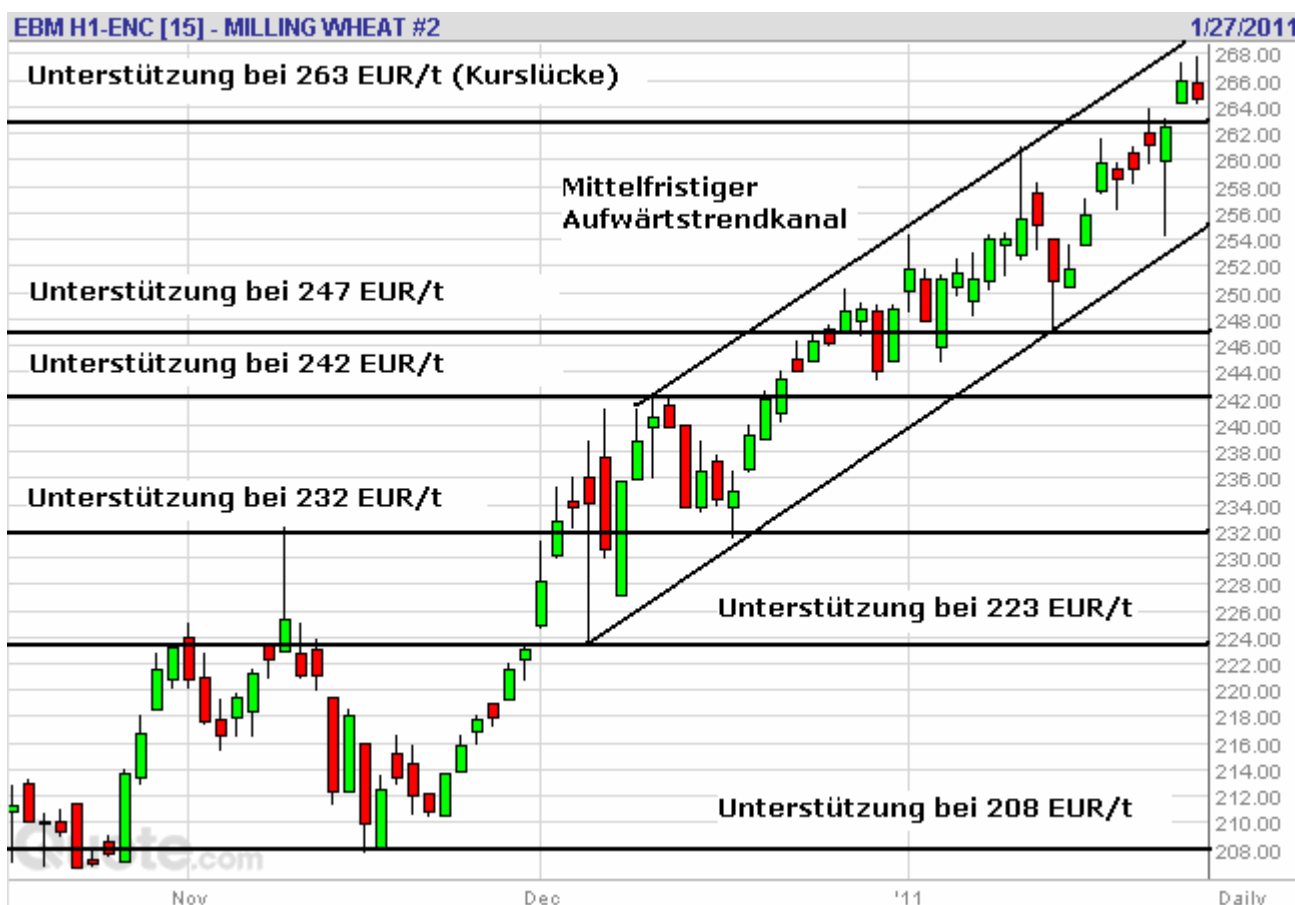 EBM H1-ENC [15] - MILLING WHEAT #2
1/27/2011
Unterstützung bei 263 EUR/t (Kurslücke)
Mittelfristiger
Aufwärtstrendkanal
Unterstützung bei 247 EUR/t
Unterstützung bei 242 EUR/t
Unterstützung bei 232 EUR/t
Unterstützung bei 223 EUR/t
Unterstützung bei 208 EUR/t
268.00
266.00
264.00
262.00
260.00
258.00
256.00
254.00
252.00
250.00
248.00
246.00
244.00
242.00
240.00
238.00
236.00
234.00
232.00
230.00
228.00
226.00
224.00
222.00
220.00
218.00
216.00
214.00
212.00
210.00
208.00
Quote.com
Nov
Dec
'11
Daily